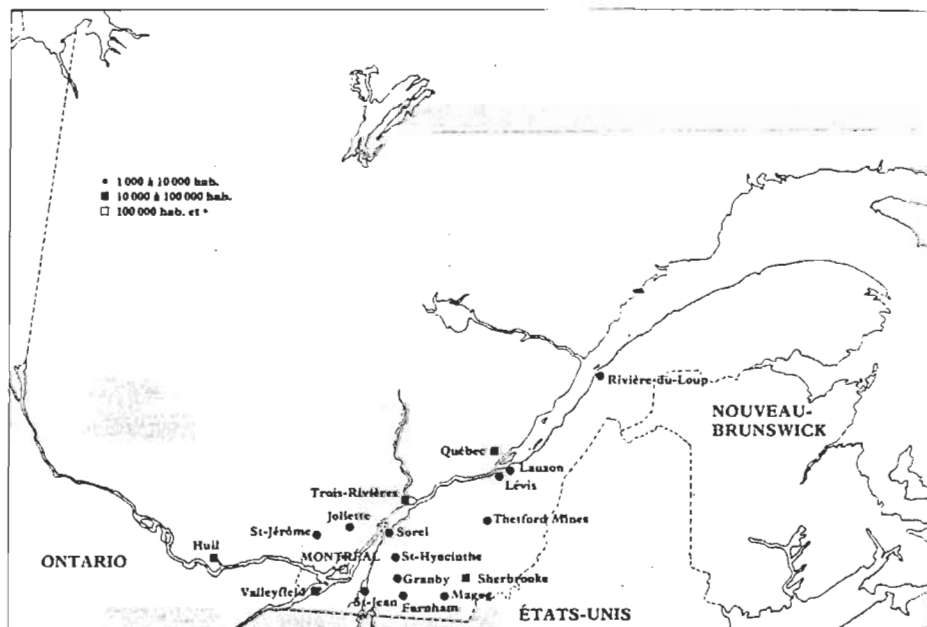 • 1 000 à 10 000 hab.
■ 10 000 à 100 000 hab.
□ 100 000 hab. et +
Rivière-du-Loup
NOUVEAU-
BRUNSWICK
Québec
Lauzon
Lévis
Trois-Rivières
Joliette
Thetford Mines
St-Jérôme
Sorel
Hull
MONTRÉAL
St-Hyacinthe
ONTARIO
Granby
Sherbrooke
Valleyfield
St-Jean
Magog
Farnham
ÉTATS-UNIS